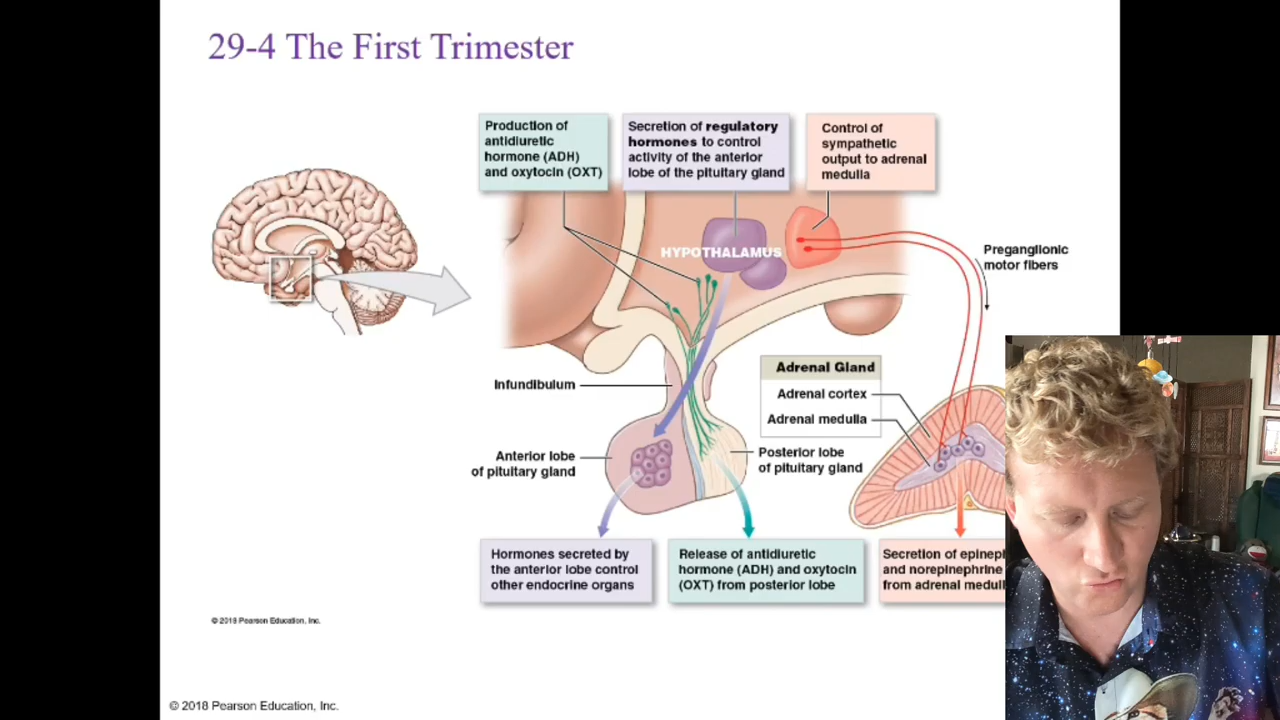 29-4 The First Trimester
Production of
antidiuretic
hormone (ADH)
and oxytocin (OXT)
Secretion of regulatory
hormones to control
activity of the anterior
lobe of the pituitary gland
Control of
sympathetic
output to adrenal
medulla
HYPOTHALAMUS
Preganglionic
motor fibers
Infundibulum
Adrenal Gland
Adrenal cortex
Adrenal medulla
Anterior lobe
of pituitary gland
Posterior lobe
of pituitary gland
Hormones secreted by
the anterior lobe control
other endocrine organs
Release of antidiuretic
hormone (ADH) and oxytocin
(OXT) from posterior lobe
Secretion of
and norepinephrine
from adrenal
© 2018 Pearson Education, Inc.
© 2018 Pearson Education, Inc.